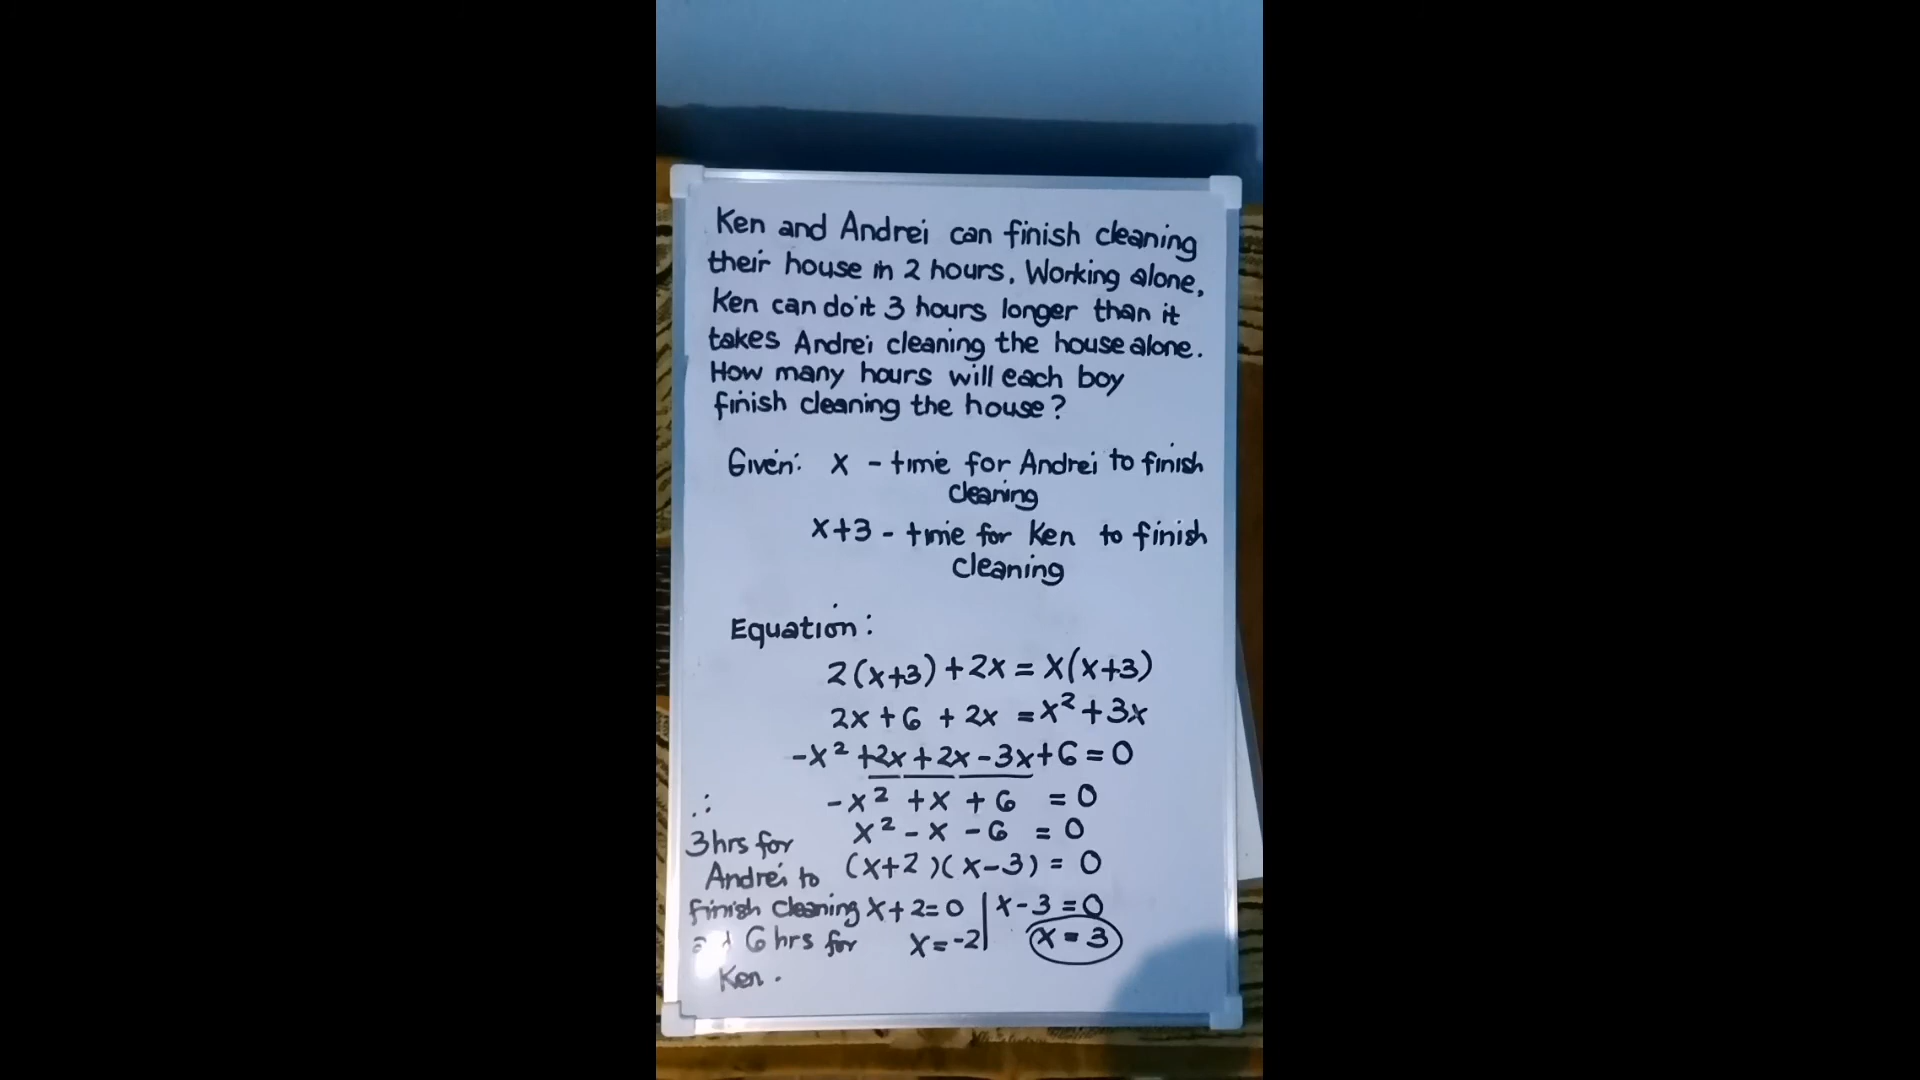 Ken and Andrei can finish cleaning
their house in 2 hours. Working alone,
Ken can do it 3 hours longer than it
takes Andrei cleaning the house alone.
How many hours will each boy
finish cleaning the house?
Given: x - time for Andrei to finish
cleaning
x+3 - time for Ken to finish
cleaning
Equation:
2(x+3)+2x = x(x+3)
2x + 6 + 2x = x² + 3x
-x² + 2x + 2x - 3x + 6 = 0
-x² + x + 6 = 0
x² - x - 6 = 0
(x+2)(x-3) = 0
x+2=0 | x-3=0
x=-2 | x=3
∴
3hrs for
Andrei to
finish cleaning
6hrs for
Ken.